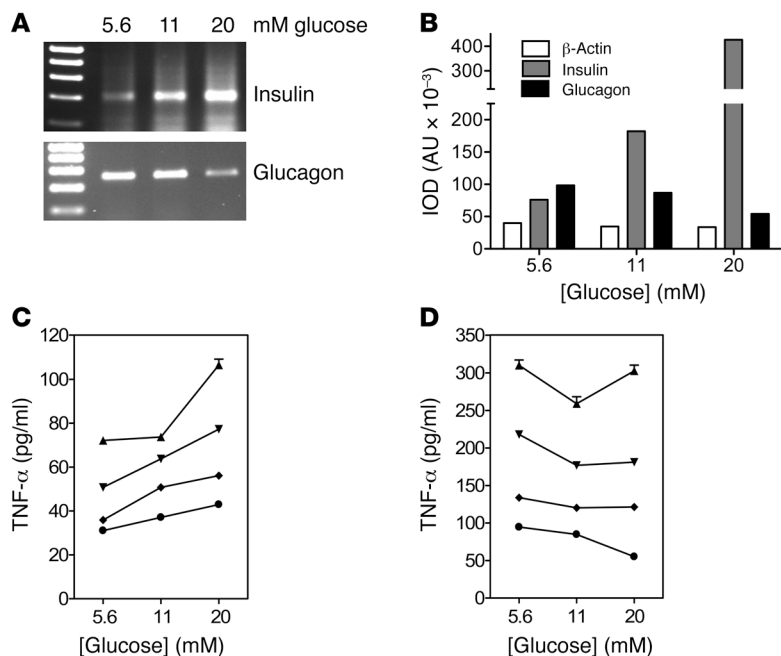 A
5.6 11 20 mM glucose
Insulin
Glucagon
B
β-Actin
Insulin
Glucagon
IOD (AU × 10⁻³)
400
300
200
150
100
50
0
5.6 11 20
[Glucose] (mM)
C
TNF-α (pg/ml)
120
100
80
60
40
20
0
5.6 11 20
[Glucose] (mM)
D
TNF-α (pg/ml)
350
300
250
200
150
100
50
0
5.6 11 20
[Glucose] (mM)